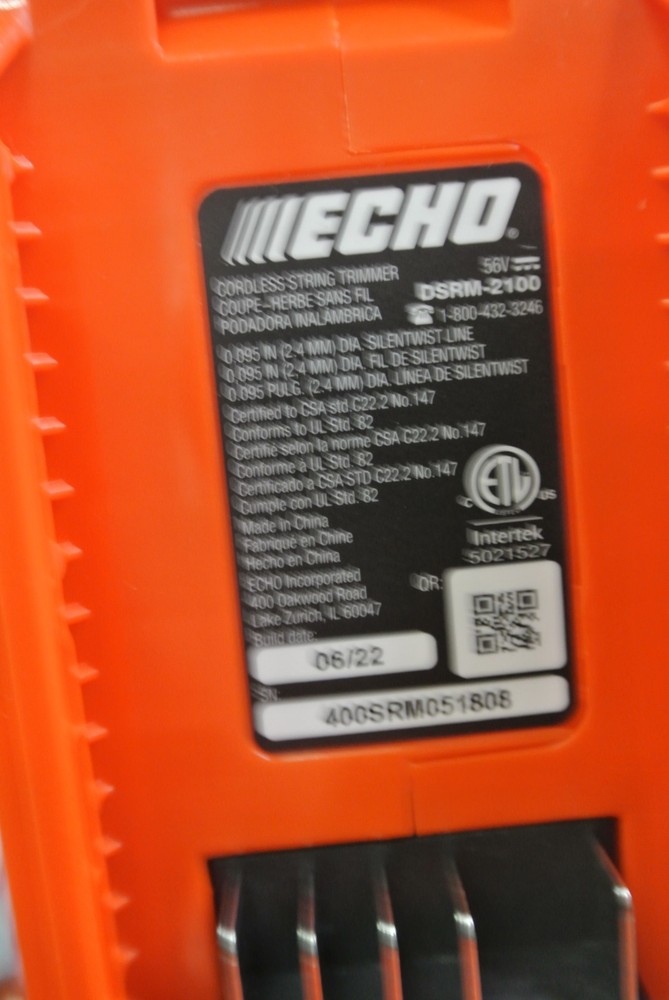 ECHO
CORDLESS STRING TRIMMER
COUPE-HERBE SANS FIL
PODADORA INALÁMBRICA
56V
DSRM-2100
1-800-432-3246
0.095 IN (2.4 MM) DIA. SILENTWIST LINE
0.095 IN (2.4 MM) DIA. FIL DE SILENTWIST
0.095 PULG. (2.4 MM) DIA. LÍNEA DE SILENTWIST
Certified to CSA std.C22.2 No.147
Conforms to UL Std. 82
Certifié selon la norme CSA C22.2 No.147
Conforme a UL Std. 82
Certificado a CSA STD C22.2 No.147
Cumple con UL Std. 82
C ETL US
Intertek
5021527
Made in China
Fabriqué en Chine
Hecho en China
ECHO Incorporated
400 Oakwood Road
Lake Zurich, IL 60047
QR:
Build date:
06/22
SN:
400SRM051808